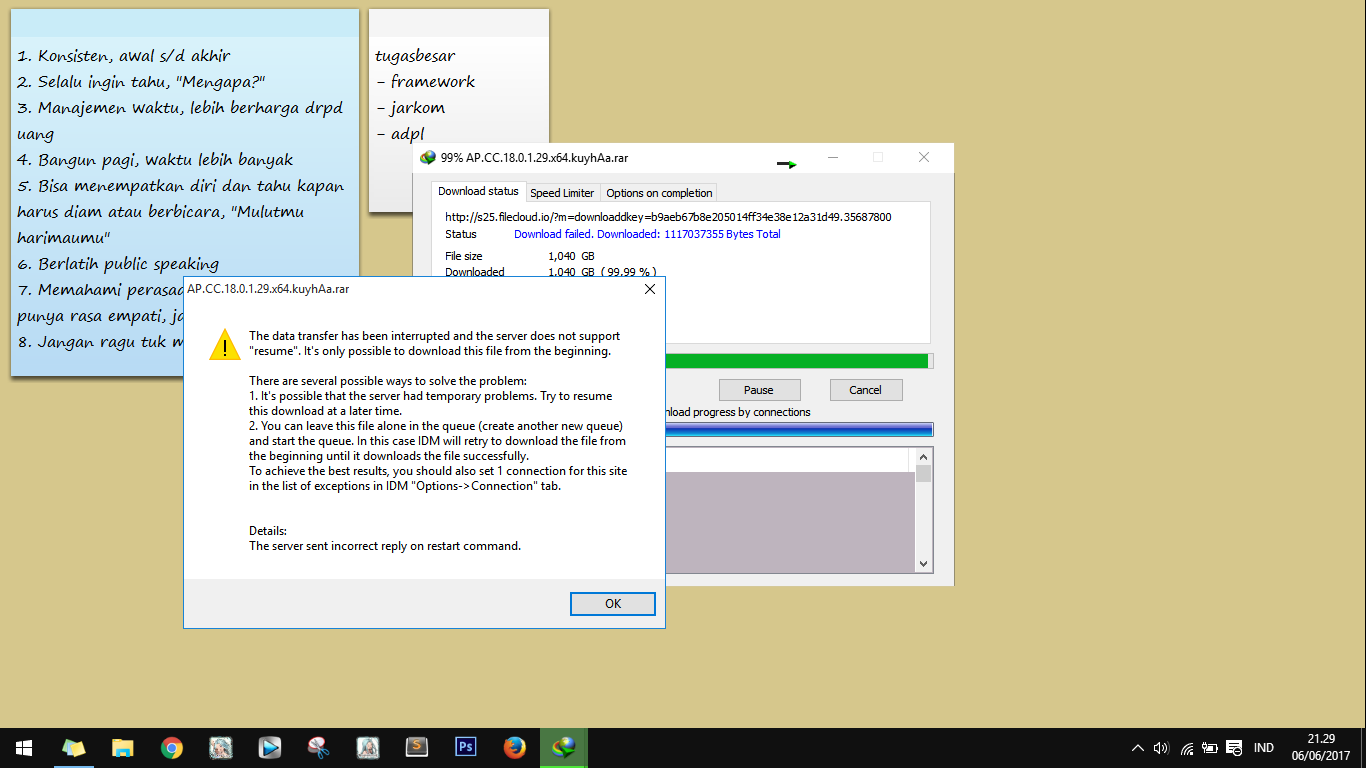 1. Konsisten, awal s/d akhir
2. Selalu ingin tahu, "Mengapa?"
3. Manajemen Waktu, lebih berharga drpd
uang
4. Bangun pagi, waktu lebih banyak
5. Bisa menempatkan diri dan tahu kapan
harus diam atau berbicara, "Mulutmu
harimaumu"
6. Berlatih public speaking
7. Memahami
punya rasa empati,
8. Jangan ragu tuk
tugasbesar
- framework
- jarkom
- adpl
99% AP.CC.18.0.1.29.x64.kuyhAa.rar
Download status
Speed Limiter
Options on completion
http://s25.filecloud.io/?m=downloaddkey=b9aeb67b8e205014ff34e38e12a31d49.35687800
Status Download failed. Downloaded: 1117037355 Bytes Total
File size 1,040 GB
Downloaded 1,040 GB ( 99,99 % )
Pause
Cancel
progress by connections
AP.CC.18.0.1.29.x64.kuyhAa.rar
The data transfer has been interrupted and the server does not support
"resume". It's only possible to download this file from the beginning.
There are several possible ways to solve the problem:
1. It's possible that the server had temporary problems. Try to resume
this download at a later time.
2. You can leave this file alone in the queue (create another new queue)
and start the queue. In this case IDM will retry to download the file from
the beginning until it downloads the file successfully.
To achieve the best results, you should also set 1 connection for this site
in the list of exceptions in IDM "Options->Connection" tab.
Details:
The server sent incorrect reply on restart command.
OK
S
Ps
IND
21.29
06/06/2017